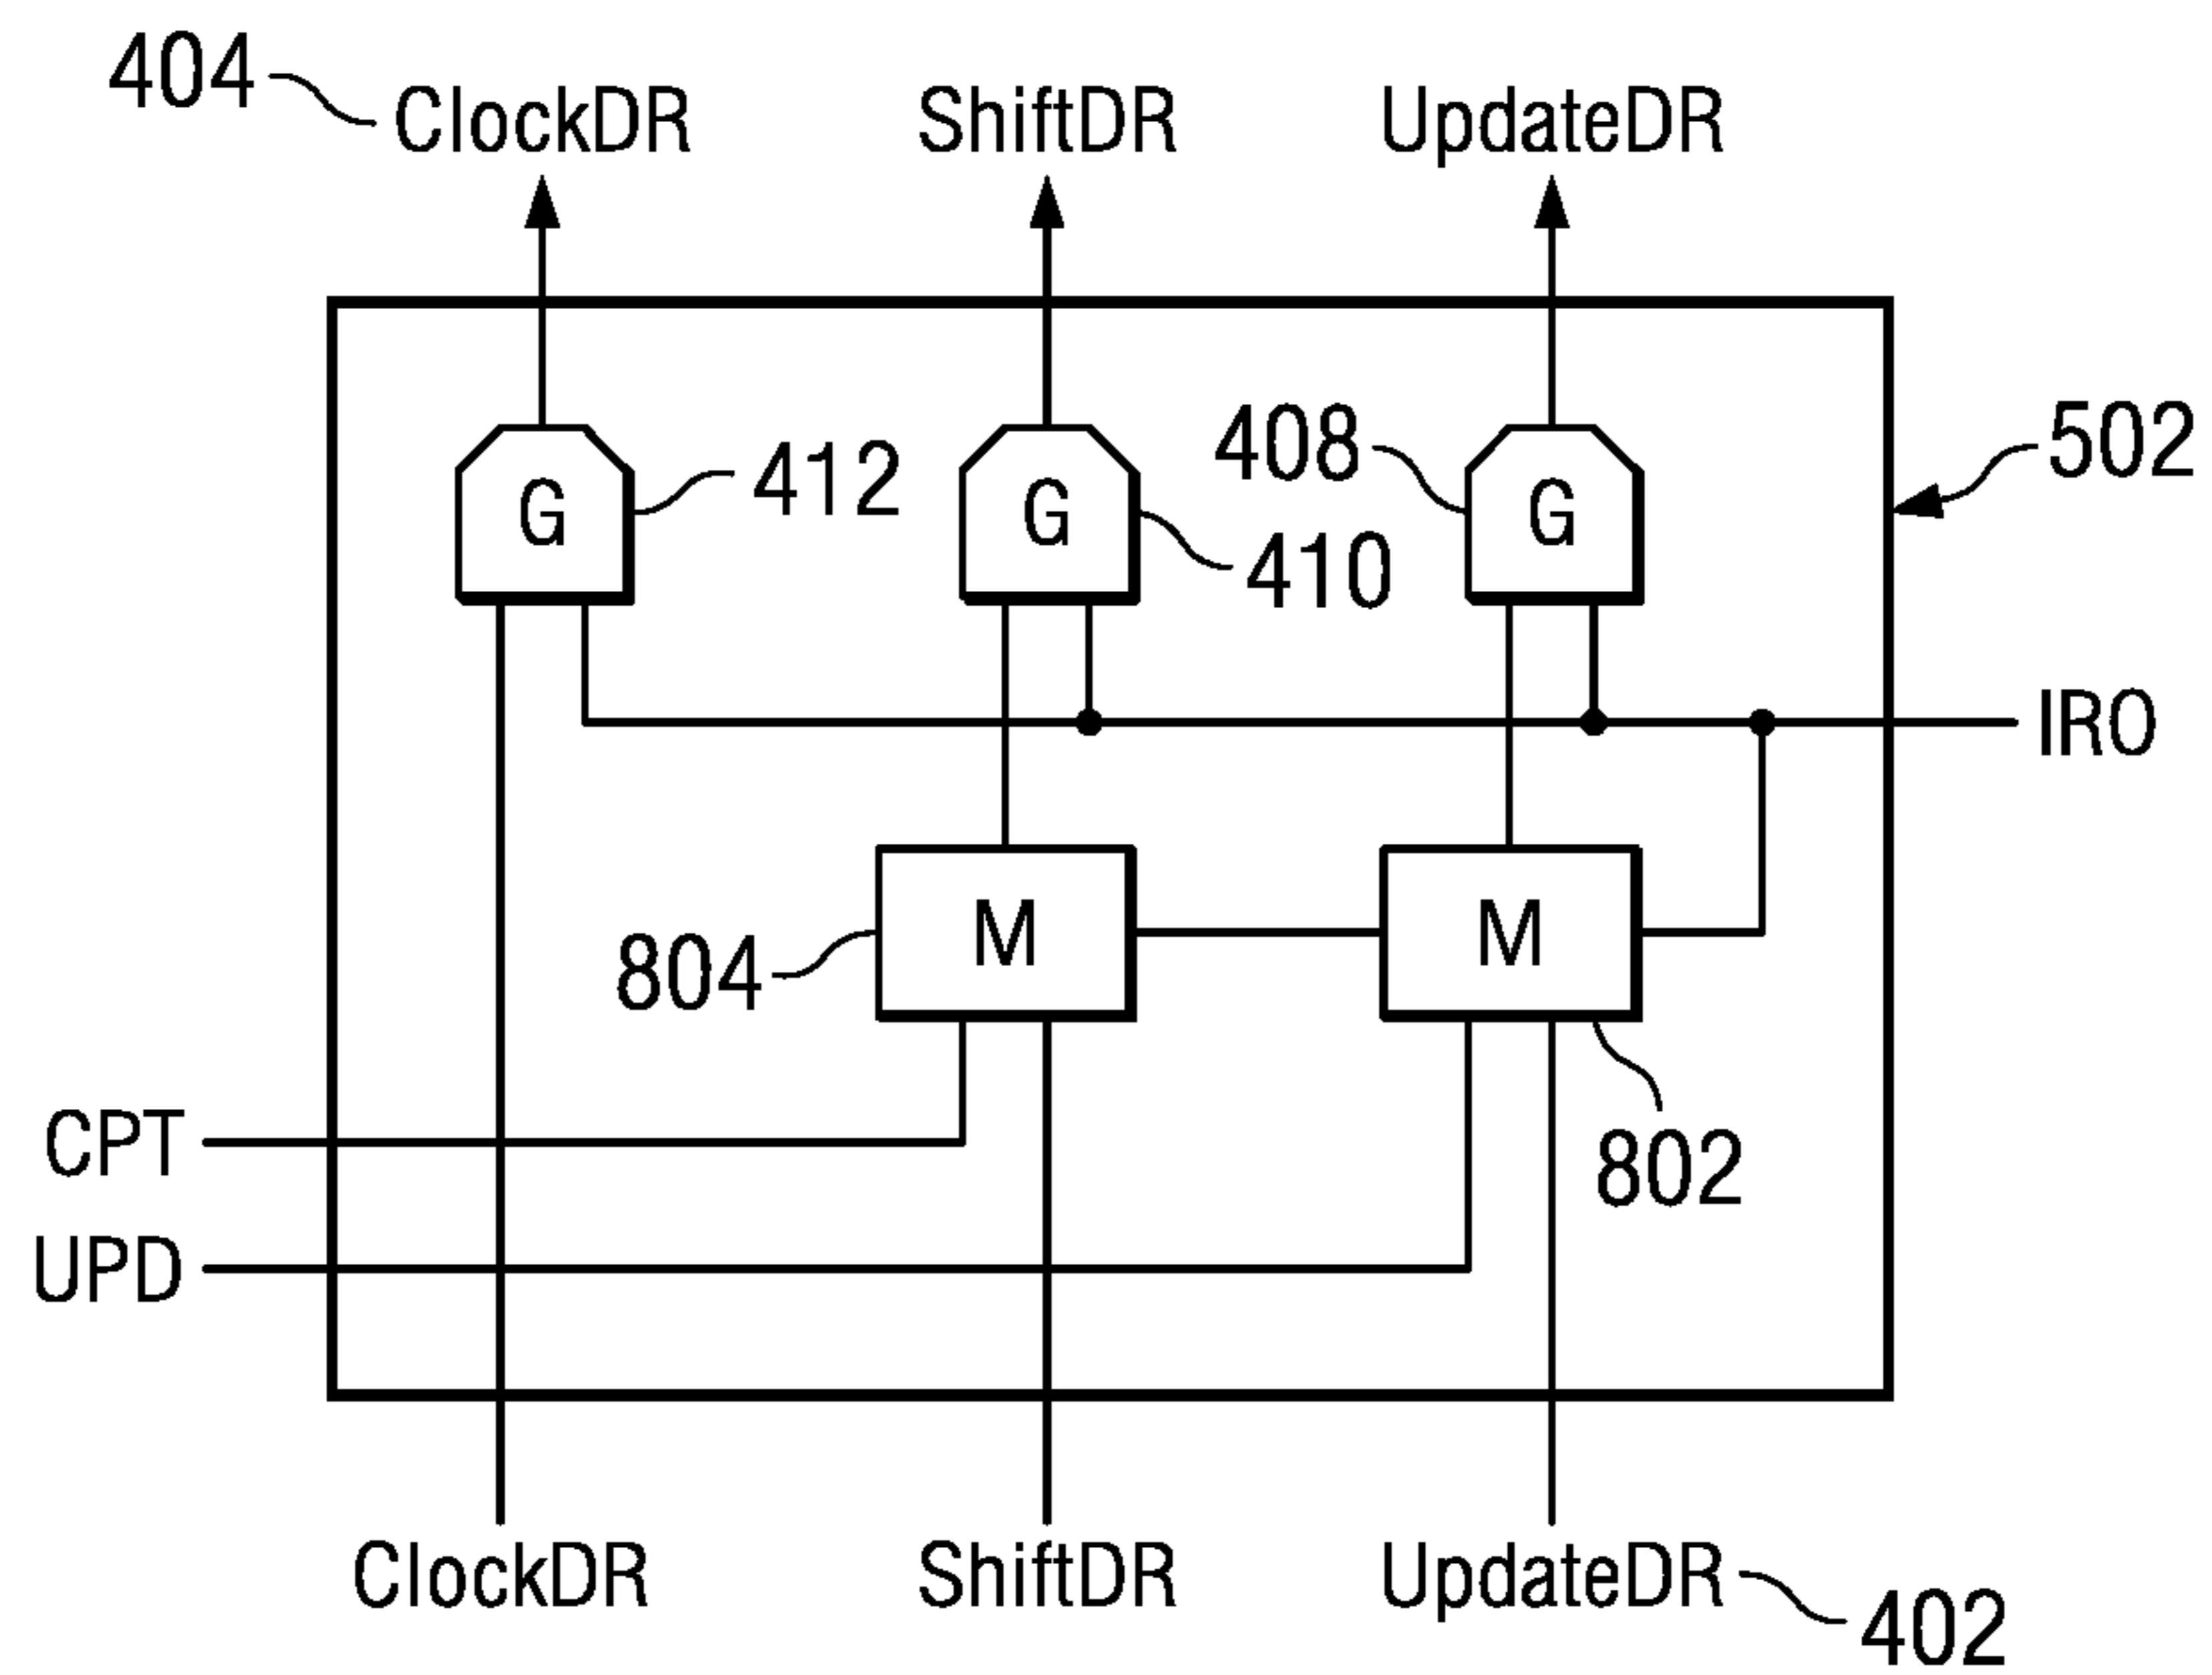 404
ClockDR
ShiftDR
UpdateDR
G
412
G
410
408
G
502
IRO
804
M
M
802
CPT
UPD
ClockDR
ShiftDR
UpdateDR
402